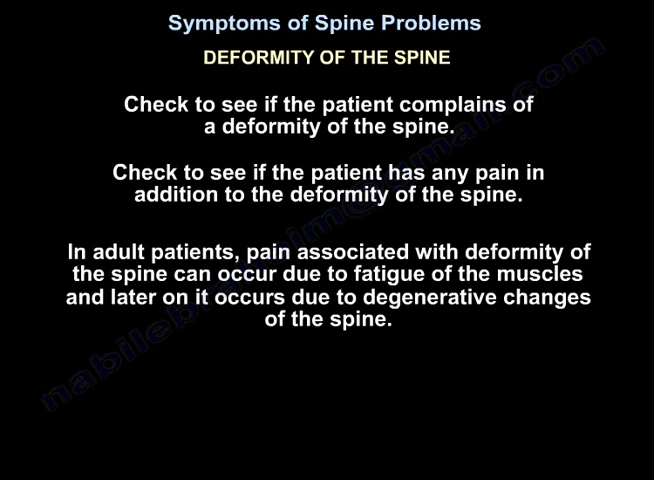 Symptoms of Spine Problems
DEFORMITY OF THE SPINE
Check to see if the patient complains of
a deformity of the spine.
Check to see if the patient has any pain in
addition to the deformity of the spine.
In adult patients, pain associated with deformity of
the spine can occur due to fatigue of the muscles
and later on it occurs due to degenerative changes
of the spine.
nabilebraheim@gmail.com